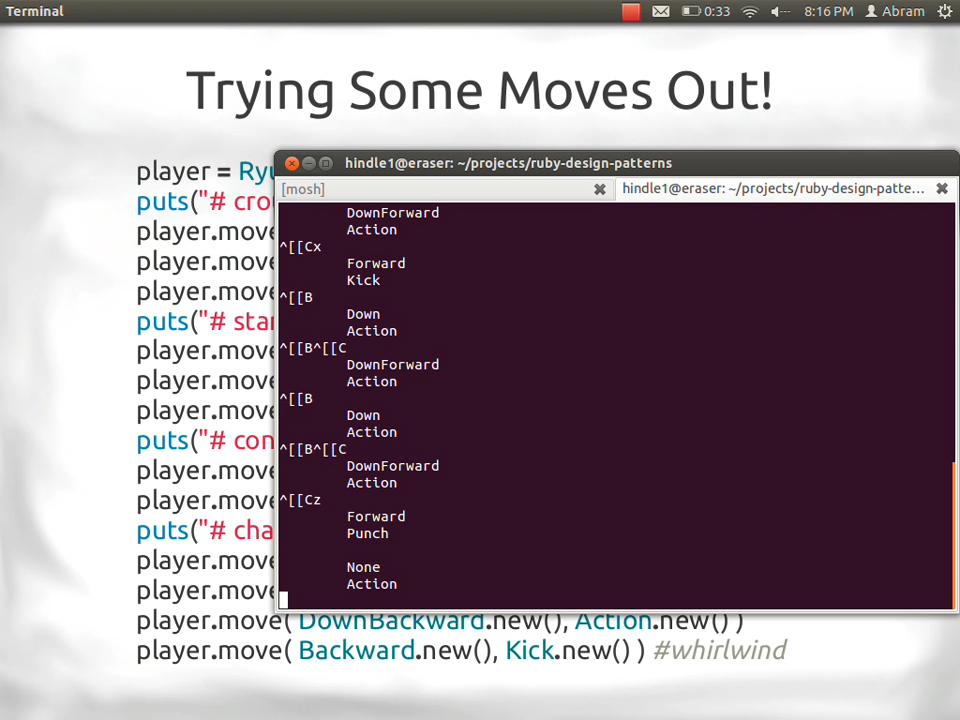 Terminal
0:33
8:16 PM
Abram
Trying Some Moves Out!
player = Ryu
puts("# cro
player.move
player.move
player.move
puts("# sta
player.move
player.move
player.move
puts("# con
player.move
player.move
puts("# cha
player.move
player.move
player.move( DownBackward.new(), Action.new() )
player.move( Backward.new(), Kick.new() ) #whirlwind
hindle1@eraser: ~/projects/ruby-design-patterns
[mosh]
hindle1@eraser: ~/projects/ruby-design-patte...
DownForward
Action
^[[Cx
Forward
Kick
^[[B
Down
Action
^[[B^[[C
DownForward
Action
^[[B
Down
Action
^[[B^[[C
DownForward
Action
^[[Cz
Forward
Punch
None
Action